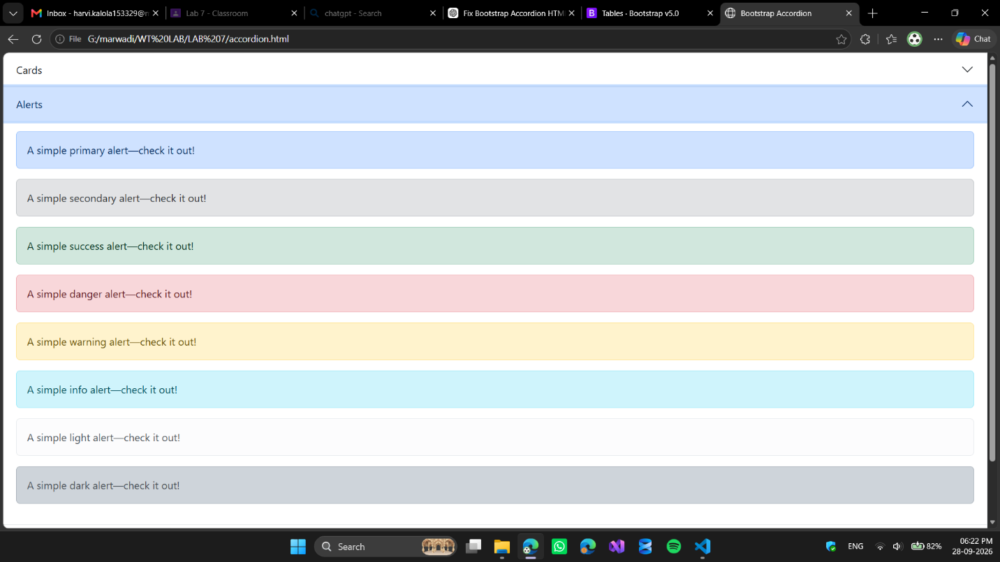 Inbox - harvi.kalola153329@n
Lab 7 - Classroom
chatgpt - Search
Fix Bootstrap Accordion HTM
B
Tables · Bootstrap v5.0
Bootstrap Accordion
File
G:/marwadi/WT%20LAB/LAB%207/accordion.html
Chat
Cards
Alerts
A simple primary alert—check it out!
A simple secondary alert—check it out!
A simple success alert—check it out!
A simple danger alert—check it out!
A simple warning alert—check it out!
A simple info alert—check it out!
A simple light alert—check it out!
A simple dark alert—check it out!
Search
ENG
82%
06:22 PM
28-09-2026